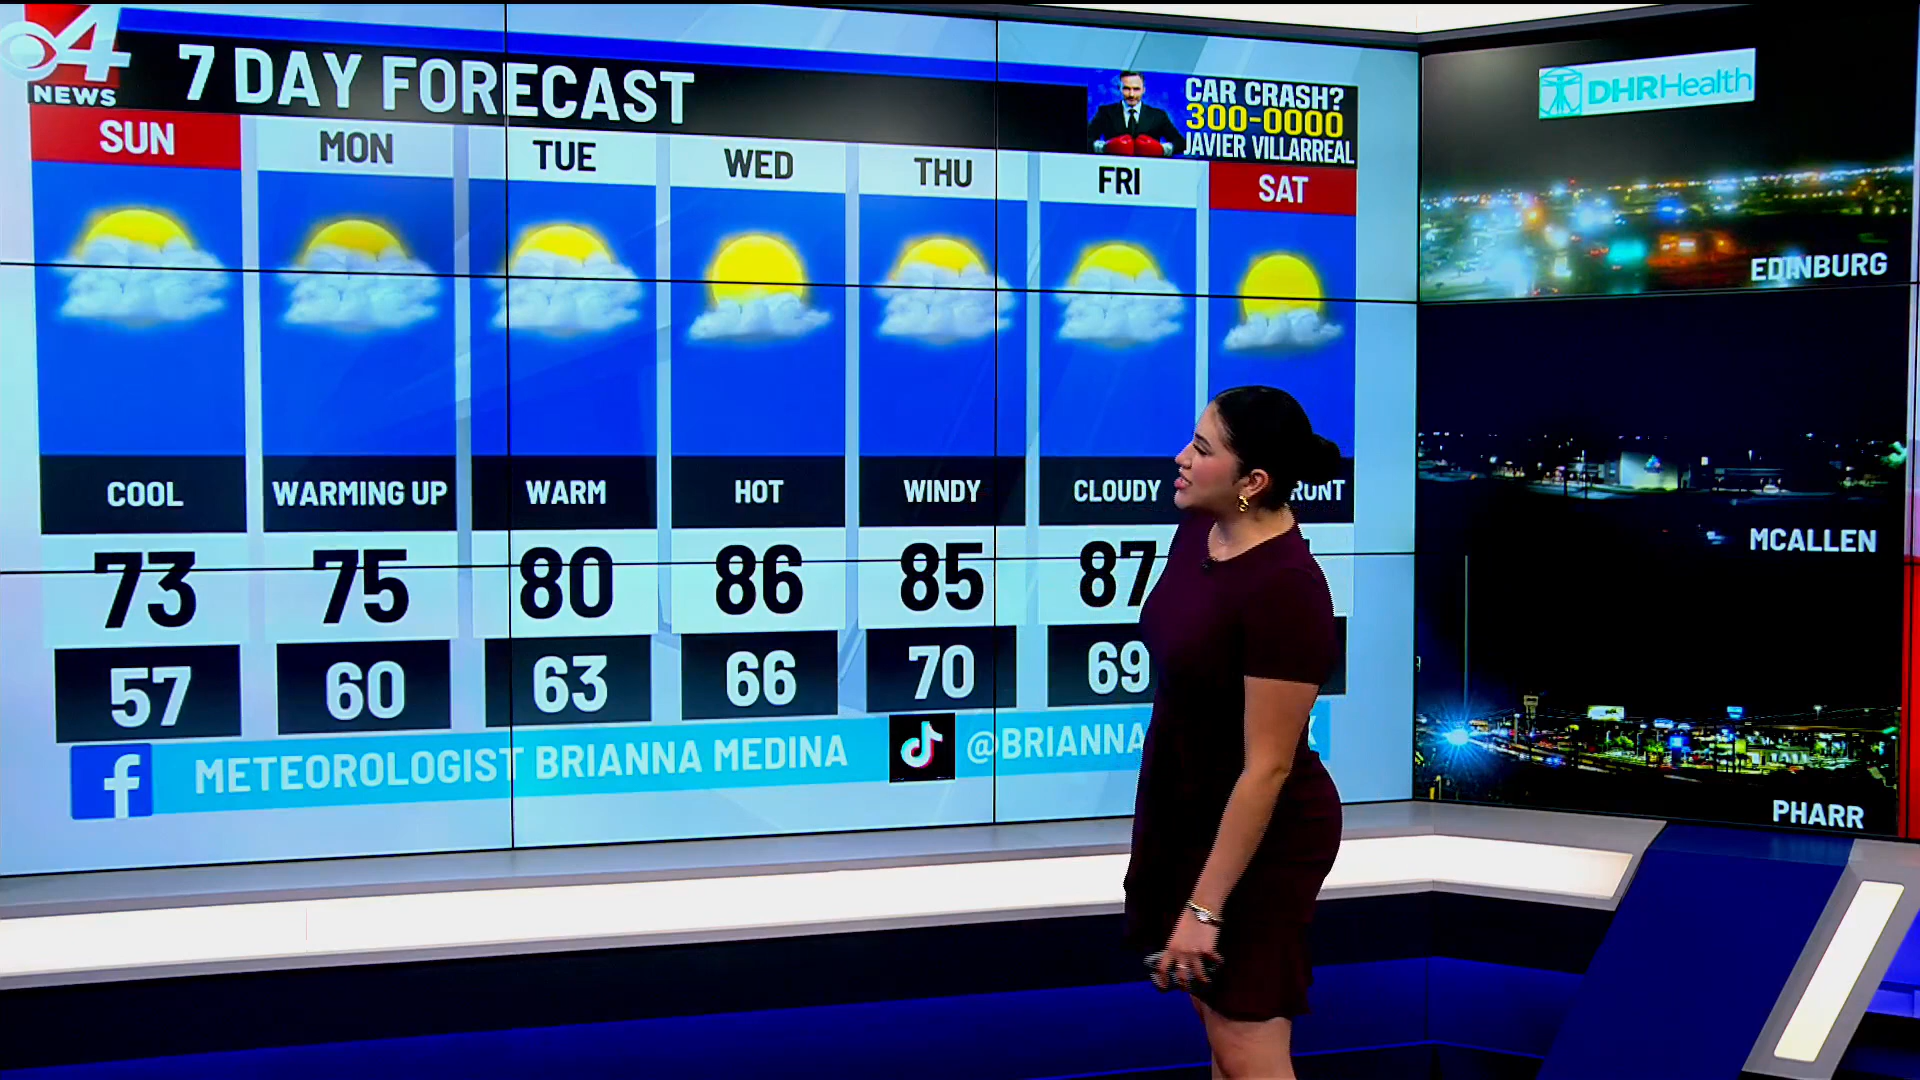 4
NEWS
7 DAY FORECAST
CAR CRASH?
300-0000
JAVIER VILLARREAL
SUN
MON
TUE
WED
THU
FRI
SAT
COOL
WARMING UP
WARM
HOT
WINDY
CLOUDY
73
75
80
86
85
87
57
60
63
66
70
69
METEOROLOGIST BRIANNA MEDINA
@BRIANNA
DHRHealth
EDINBURG
MCALLEN
PHARR